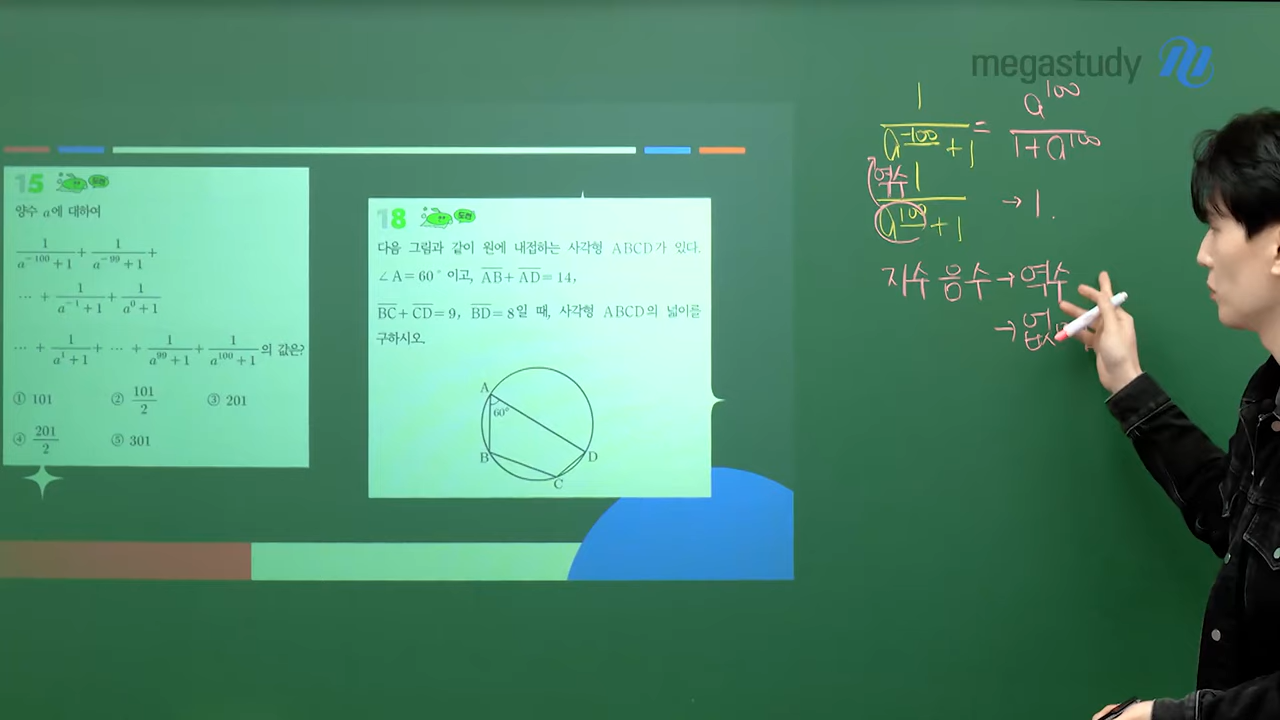 megastudy
15 도전
양수 a에 대하여
1/(a^-100 + 1) + 1/(a^-99 + 1) +
⋯ + 1/(a^-1 + 1) + 1/(a^0 + 1)
⋯ + 1/(a^1 + 1) + ⋯ + 1/(a^99 + 1) + 1/(a^100 + 1) 의 값은?
① 101 ② 101/2 ③ 201
④ 201/2 ⑤ 301
18 도전
다음 그림과 같이 원에 내접하는 사각형 ABCD가 있다.
∠A=60°이고, AB+AD=14,
BC+CD=9, BD=8일 때, 사각형 ABCD의 넓이를
구하시오.
A
60°
B
D
C
1/(a^-100 + 1) = a^100/(1+a^100)
역수
1/(a^100 + 1) → 1.
지수 음수→역수
→